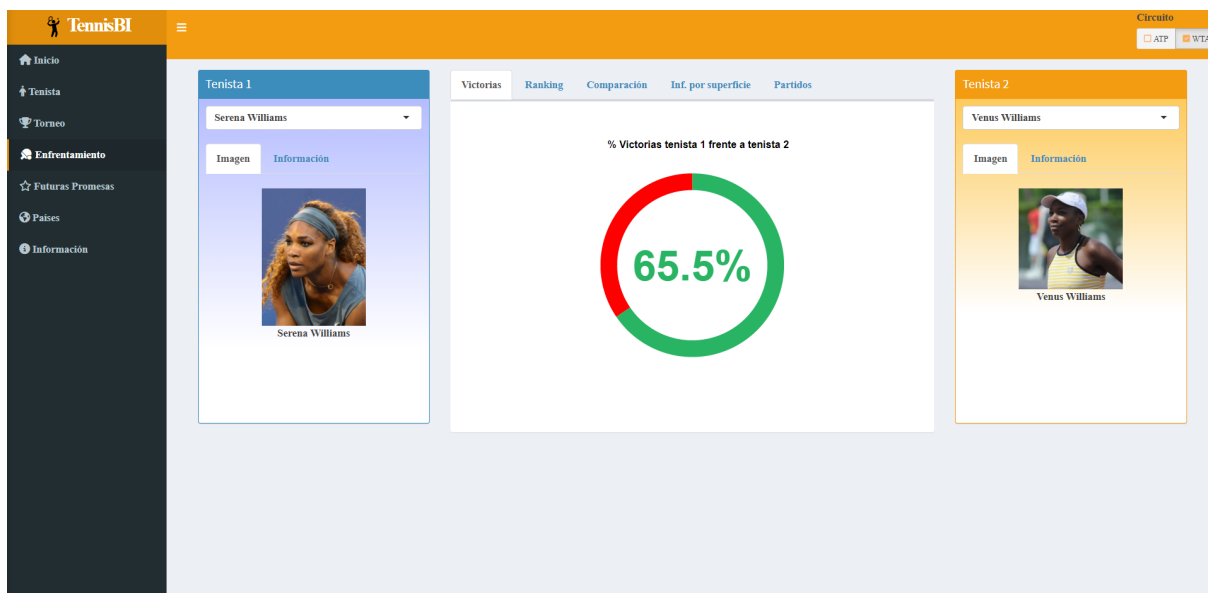 TennisBI
Circuito
ATP WTA
Inicio
Tenista
Torneo
Enfrentamiento
Futuras Promesas
Países
Información
Tenista 1
Serena Williams
Imagen Información
Serena Williams
Victorias Ranking Comparación Inf. por superficie Partidos
% Victorias tenista 1 frente a tenista 2
65.5%
Tenista 2
Venus Williams
Imagen Información
Venus Williams